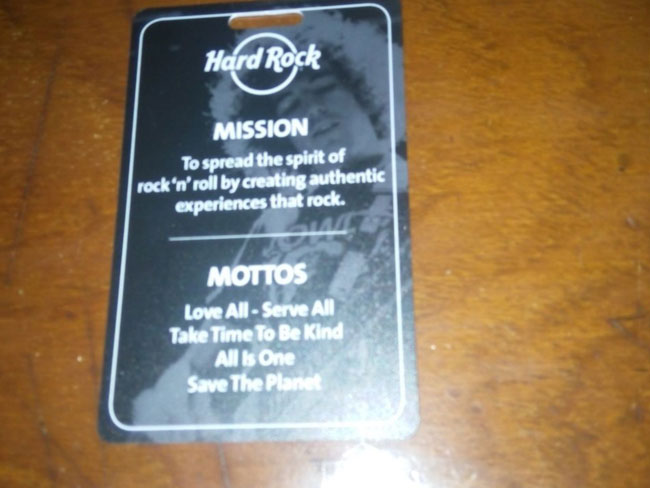 Hard Rock
MISSION
To spread the spirit of
rock 'n' roll by creating authentic
experiences that rock.
MOTTOS
Love All - Serve All
Take Time To Be Kind
All Is One
Save The Planet